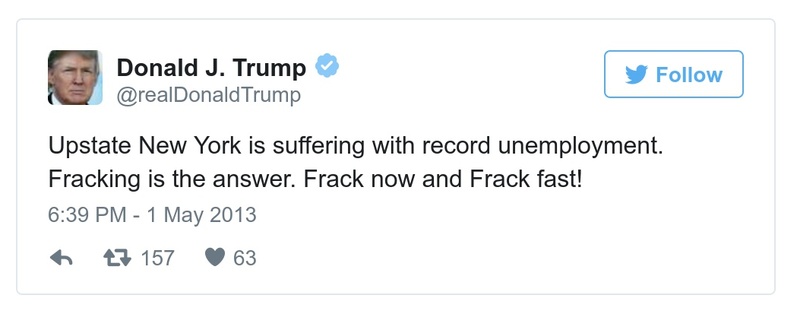 Donald J. Trump
@realDonaldTrump
Follow
Upstate New York is suffering with record unemployment.
Fracking is the answer. Frack now and Frack fast!
6:39 PM - 1 May 2013
157 63